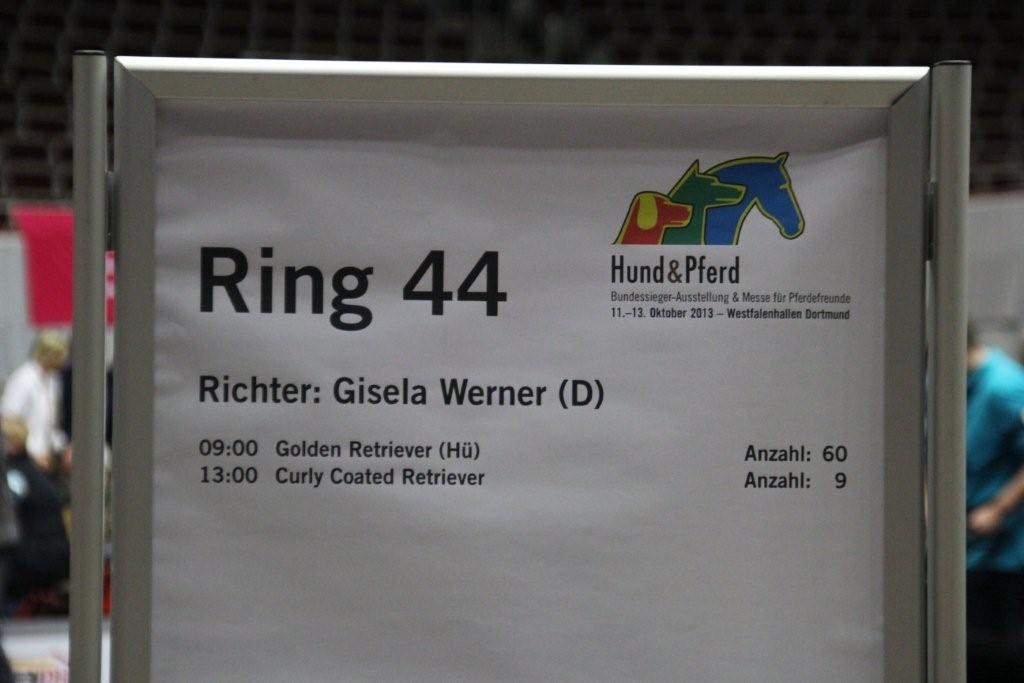 Ring 44
Hund&Pferd
Bundessieger-Ausstellung & Messe für Pferdefreunde
11.–13. Oktober 2013 – Westfalenhallen Dortmund
Richter: Gisela Werner (D)
09:00 Golden Retriever (Hü) Anzahl: 60
13:00 Curly Coated Retriever Anzahl: 9